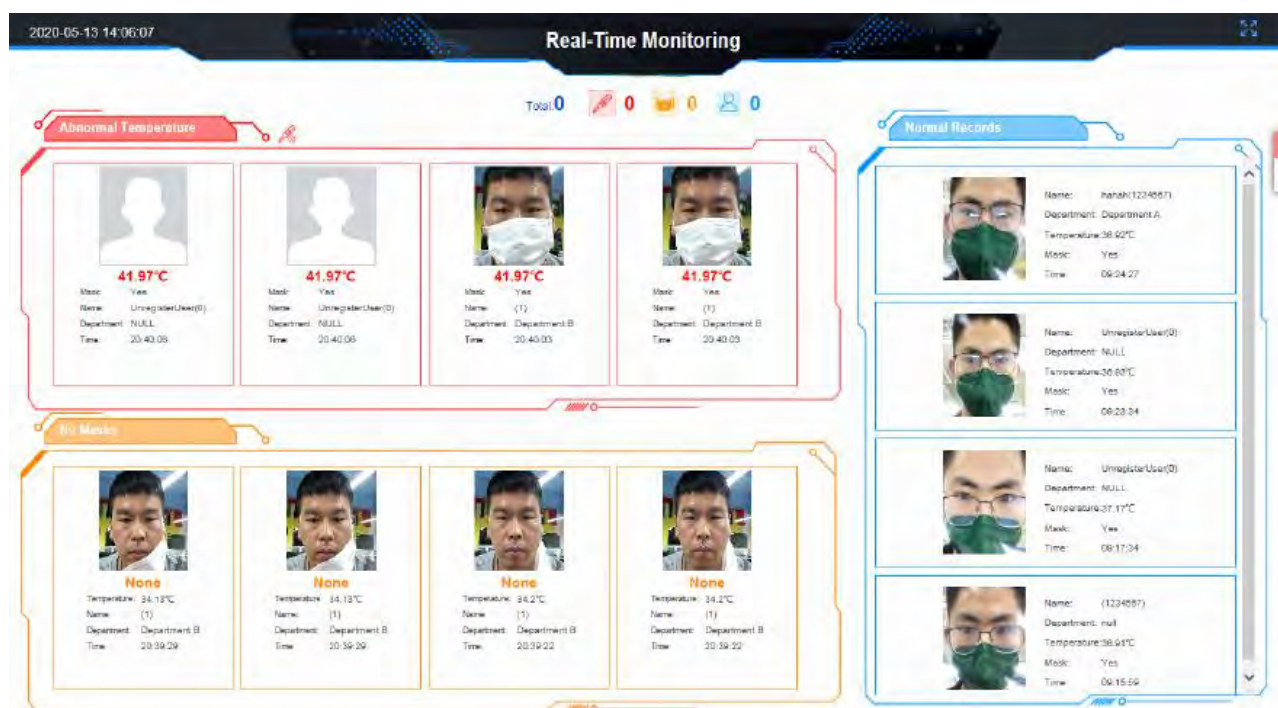 2020-05-13 14:06:07
Real-Time Monitoring
Total:0 0 0 0
Abnormal Temperature
41.97°C
Mask: Yes
Name: UnregisterUser(0)
Department: NULL
Time: 20:40:06
41.97°C
Mask: Yes
Name: UnregisterUser(0)
Department: NULL
Time: 20:40:06
41.97°C
Mask: Yes
Name: (1)
Department: Department B
Time: 20:40:03
41.97°C
Mask: Yes
Name: (1)
Department: Department B
Time: 20:40:03
No Masks
None
Temperature: 34.13°C
Name: (1)
Department: Department B
Time: 20:39:29
None
Temperature: 34.13°C
Name: (1)
Department: Department B
Time: 20:39:29
None
Temperature: 34.2°C
Name: (1)
Department: Department B
Time: 20:39:22
None
Temperature: 34.2°C
Name: (1)
Department: Department B
Time: 20:39:22
Normal Records
Name: hahah(1234567)
Department: Department A
Temperature:36.92°C
Mask: Yes
Time: 09:24:27
Name: UnregisterUser(0)
Department: NULL
Temperature:36.93°C
Mask: Yes
Time: 09:23:34
Name: UnregisterUser(0)
Department: NULL
Temperature:37.17°C
Mask: Yes
Time: 09:17:34
Name: (1234567)
Department: null
Temperature:36.91°C
Mask: Yes
Time: 09:15:59